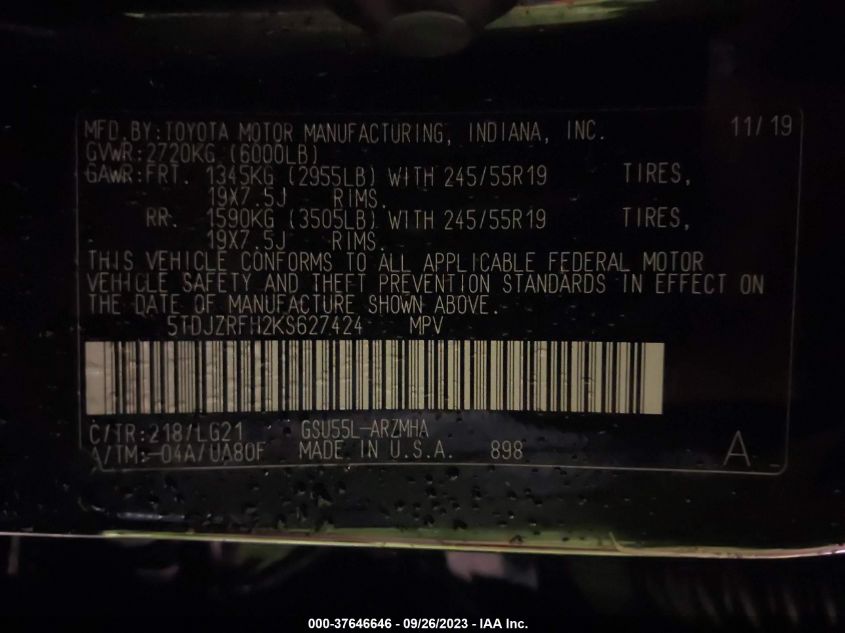 MFD.BY:TOYOTA MOTOR MANUFACTURING, INDIANA, INC. 11/19
GVWR:2720KG (6000LB)
GAWR:FRT. 1345KG (2955LB) WITH 245/55R19 TIRES,
19X7.5J RIMS.
RR. 1590KG (3505LB) WITH 245/55R19 TIRES,
19X7.5J RIMS.
THIS VEHICLE CONFORMS TO ALL APPLICABLE FEDERAL MOTOR
VEHICLE SAFETY AND THEFT PREVENTION STANDARDS IN EFFECT ON
THE DATE OF MANUFACTURE SHOWN ABOVE.
5TDJZRFH2KS627424 MPV
C/TR:218/LG21 GSU55L-ARZMHA
A/TM:-04A/UA80F MADE IN U.S.A. 898 A
000-37646646 - 09/26/2023 - IAA Inc.